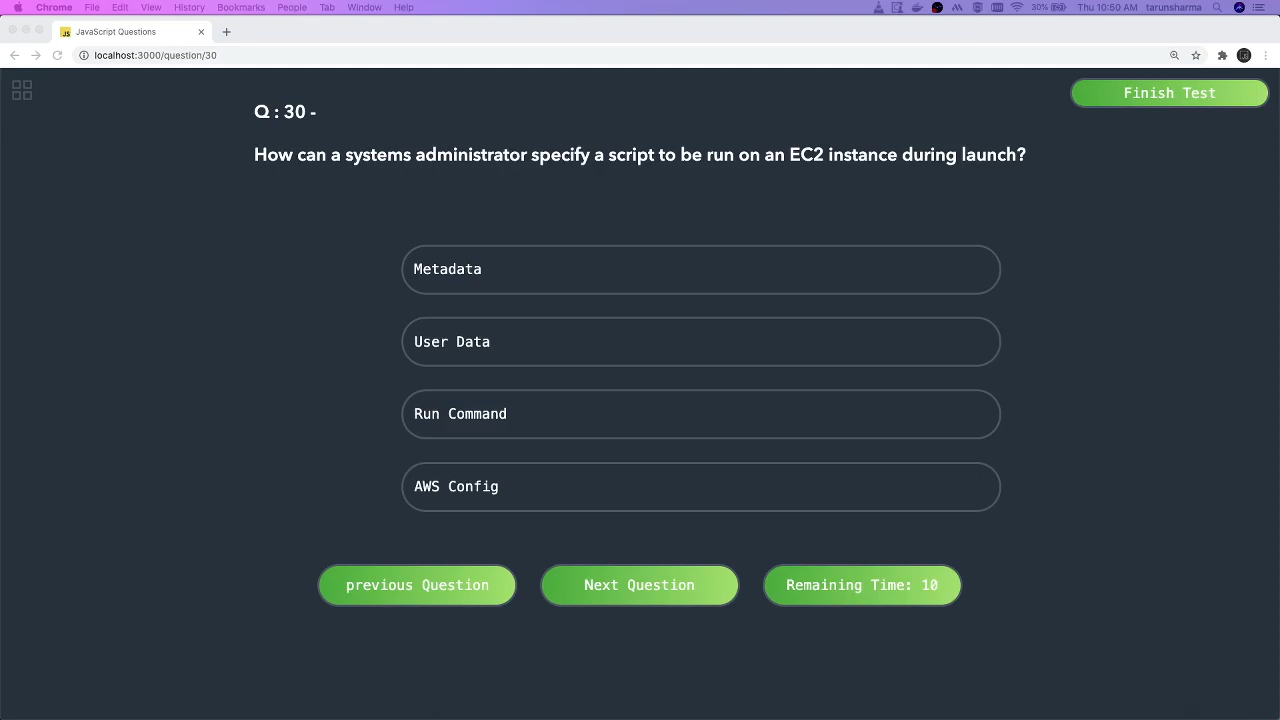 Chrome File Edit View History Bookmarks People Tab Window Help 30% Thu 10:50 AM tarunsharma
JS JavaScript Questions
localhost:3000/question/30
Finish Test
Q : 30 -
How can a systems administrator specify a script to be run on an EC2 instance during launch?
Metadata
User Data
Run Command
AWS Config
previous Question Next Question Remaining Time: 10